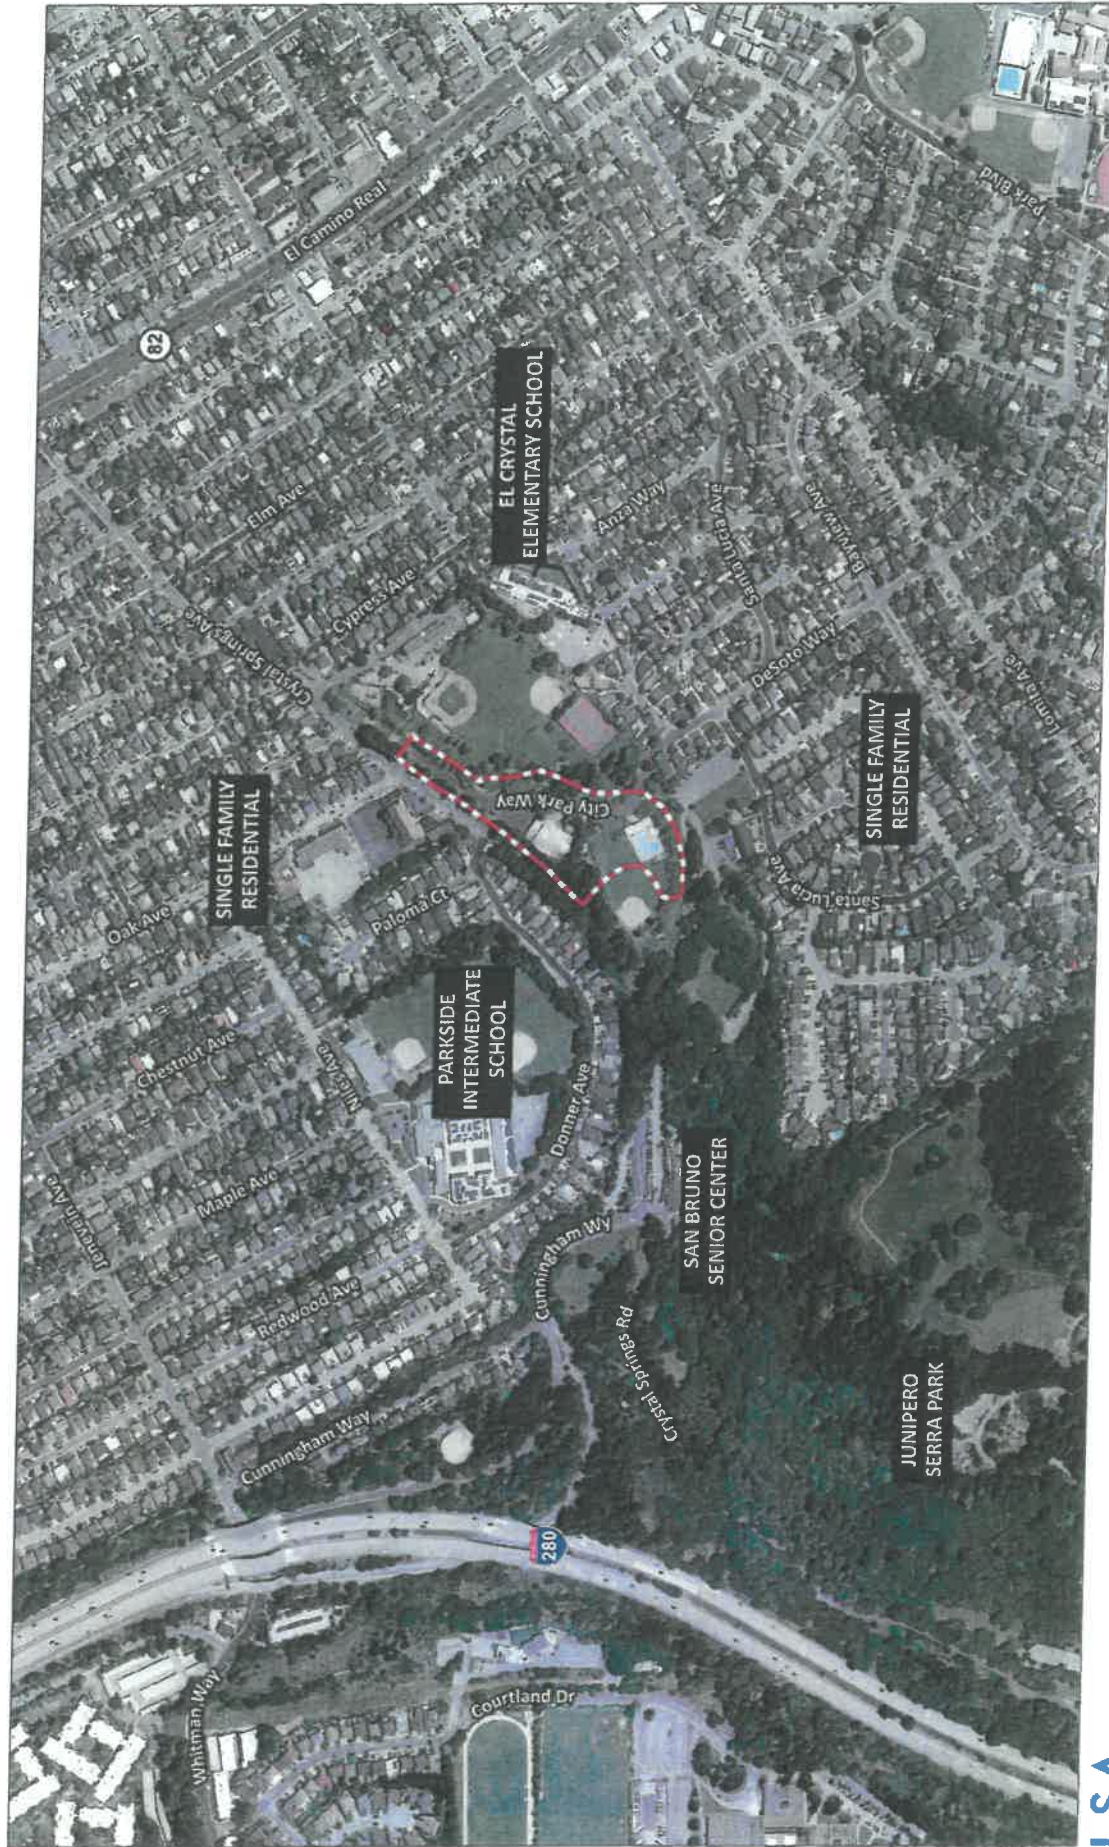 Whitman Way
Courtland Dr
280
Jenevein Ave
Cunningham Way
Redwood Ave
Maple Ave
Chestnut Ave
Oak Ave
Niles Ave
SINGLE FAMILY
RESIDENTIAL
Paloma Ct
PARKSIDE
INTERMEDIATE
SCHOOL
Donner Ave
Cunningham Wy
Crystal Springs Rd
SAN BRUNO
SENIOR CENTER
JUNIPERO
SERRA PARK
Crystal Springs Ave
Cypress Ave
Elm Ave
El Camino Real
82
EL CRYSTAL
ELEMENTARY SCHOOL
City Park Way
Anza Way
Santa Lucia Ave
Bayview Ave
DeSoto Way
SINGLE FAMILY
RESIDENTIAL
Santa Lucia Ave
Lomita Ave
Park Blvd